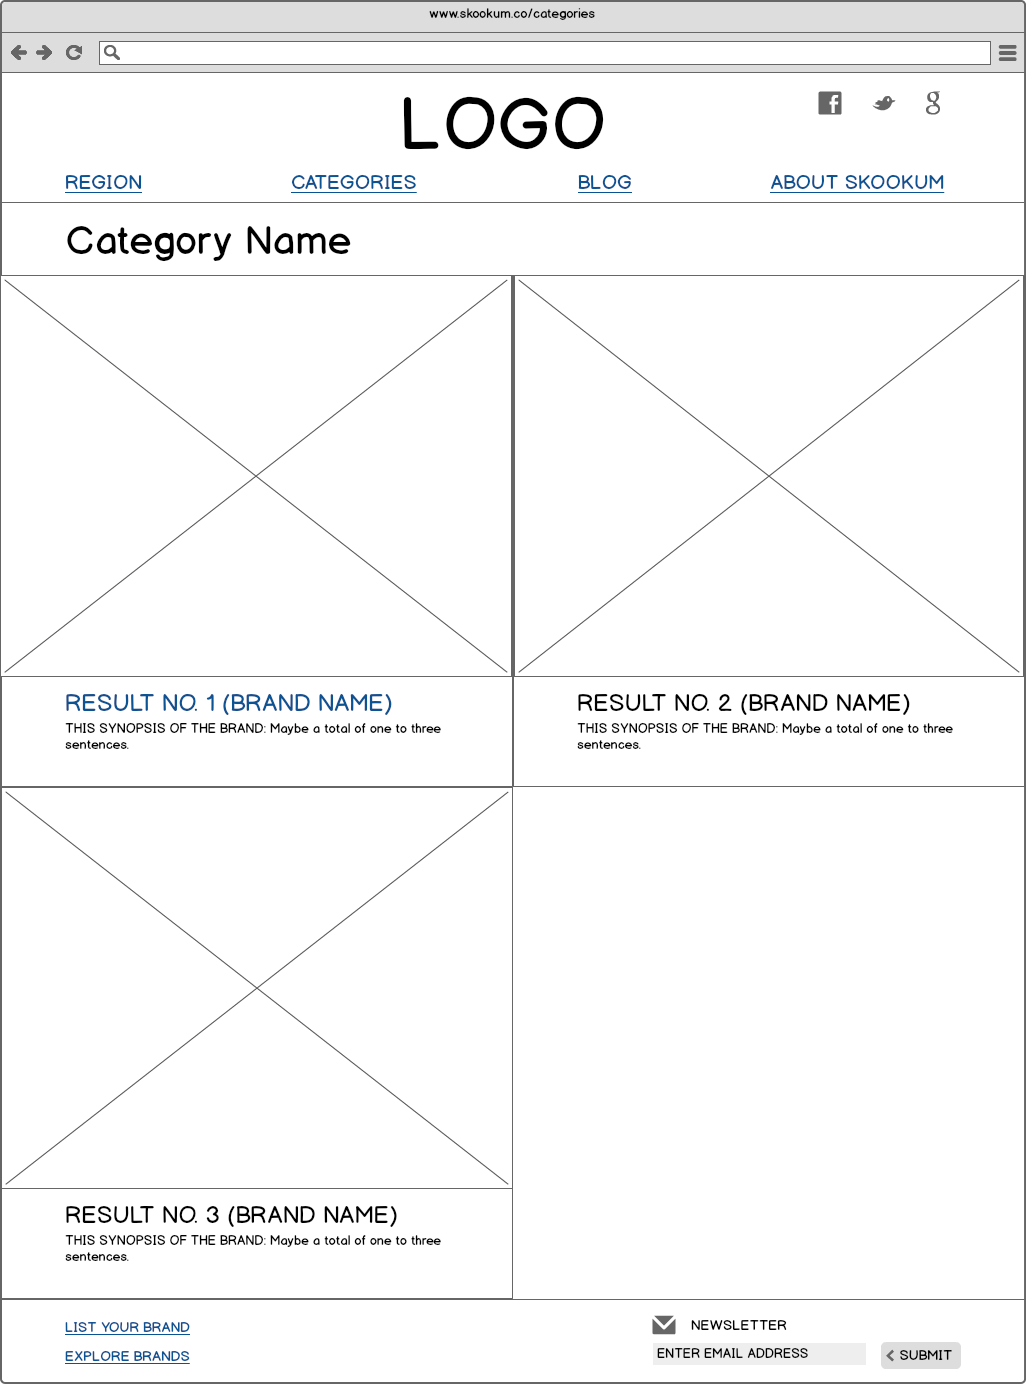 www.skookum.co/categories
LOGO
REGION
CATEGORIES
BLOG
ABOUT SKOOKUM
Category Name
RESULT NO. 1 (BRAND NAME)
THIS SYNOPSIS OF THE BRAND: Maybe a total of one to three
sentences.
RESULT NO. 2 (BRAND NAME)
THIS SYNOPSIS OF THE BRAND: Maybe a total of one to three
sentences.
RESULT NO. 3 (BRAND NAME)
THIS SYNOPSIS OF THE BRAND: Maybe a total of one to three
sentences.
LIST YOUR BRAND
EXPLORE BRANDS
NEWSLETTER
ENTER EMAIL ADDRESS
SUBMIT